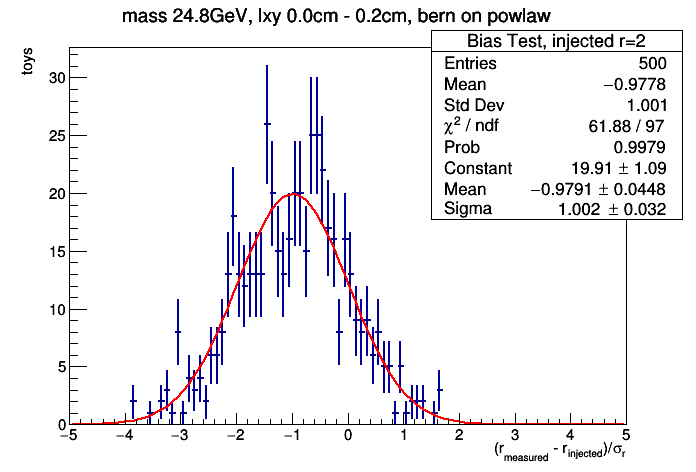 mass 24.8GeV, lxy 0.0cm - 0.2cm, bern on powlaw
toys
Bias Test, injected r=2
Entries 500
Mean −0.9778
Std Dev 1.001
χ² / ndf 61.88 / 97
Prob 0.9979
Constant 19.91 ± 1.09
Mean −0.9791 ± 0.0448
Sigma 1.002 ± 0.032
30
25
20
15
10
5
0
−5 −4 −3 −2 −1 0 1 2 3 4 5
(r_measured - r_injected)/σ_r